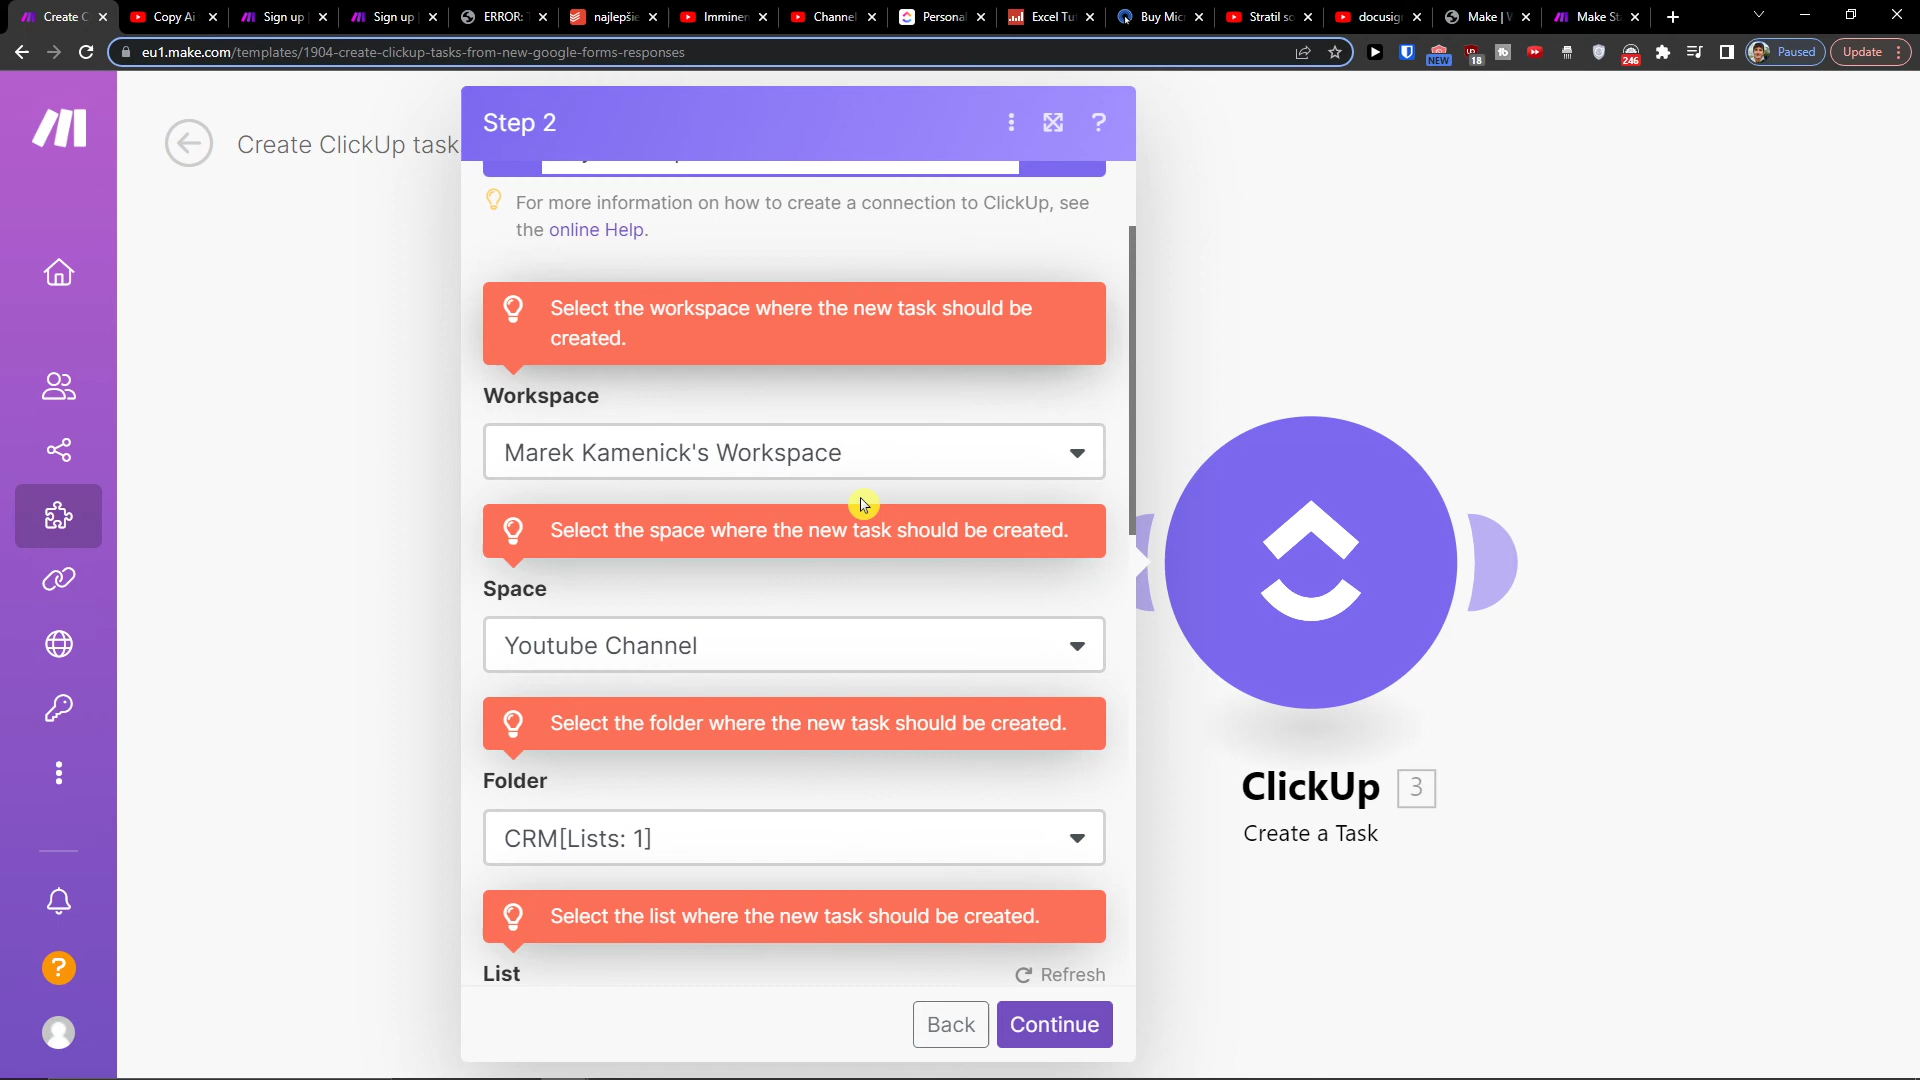 Create C
Copy Ai
Sign up
Sign up
ERROR:
najlepšie
Imminen
Channel
Persona
Excel Tu
Buy Mic
Stratil so
docusig
Make | 
Make St
eu1.make.com/templates/1904-create-clickup-tasks-from-new-google-forms-responses
NEW
18
246
Paused
Update
Create ClickUp task
Step 2
?
For more information on how to create a connection to ClickUp, see
the online Help.
Select the workspace where the new task should be
created.
Workspace
Marek Kamenick's Workspace
Select the space where the new task should be created.
Space
Youtube Channel
Select the folder where the new task should be created.
Folder
CRM[Lists: 1]
Select the list where the new task should be created.
List
Refresh
Back
Continue
ClickUp 3
Create a Task
?